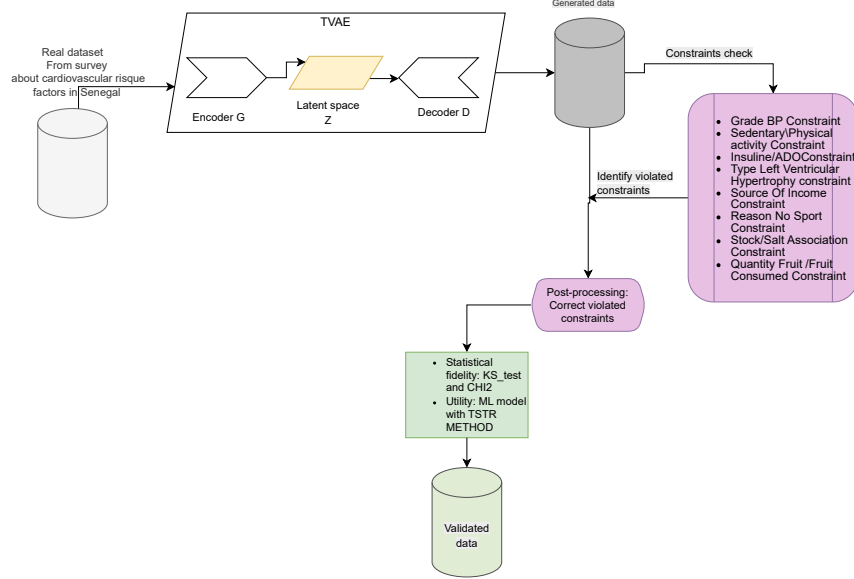 Generated data
TVAE
Real dataset
From survey
about cardiovascular risque
factors in Senegal
Encoder G
Latent space
Z
Decoder D
Constraints check
Grade BP Constraint
Sedentary\Physical
activity Constraint
Insuline/ADOConstraint
Type Left Ventricular
Hypertrophy constraint
Source Of Income
Constraint
Reason No Sport
Constraint
Stock/Salt Association
Constraint
Quantity Fruit /Fruit
Consumed Constraint
Identify violated
constraints
Post-processing:
Correct violated
constraints
Statistical
fidelity: KS_test
and CHI2
Utility: ML model
with TSTR
METHOD
Validated
data